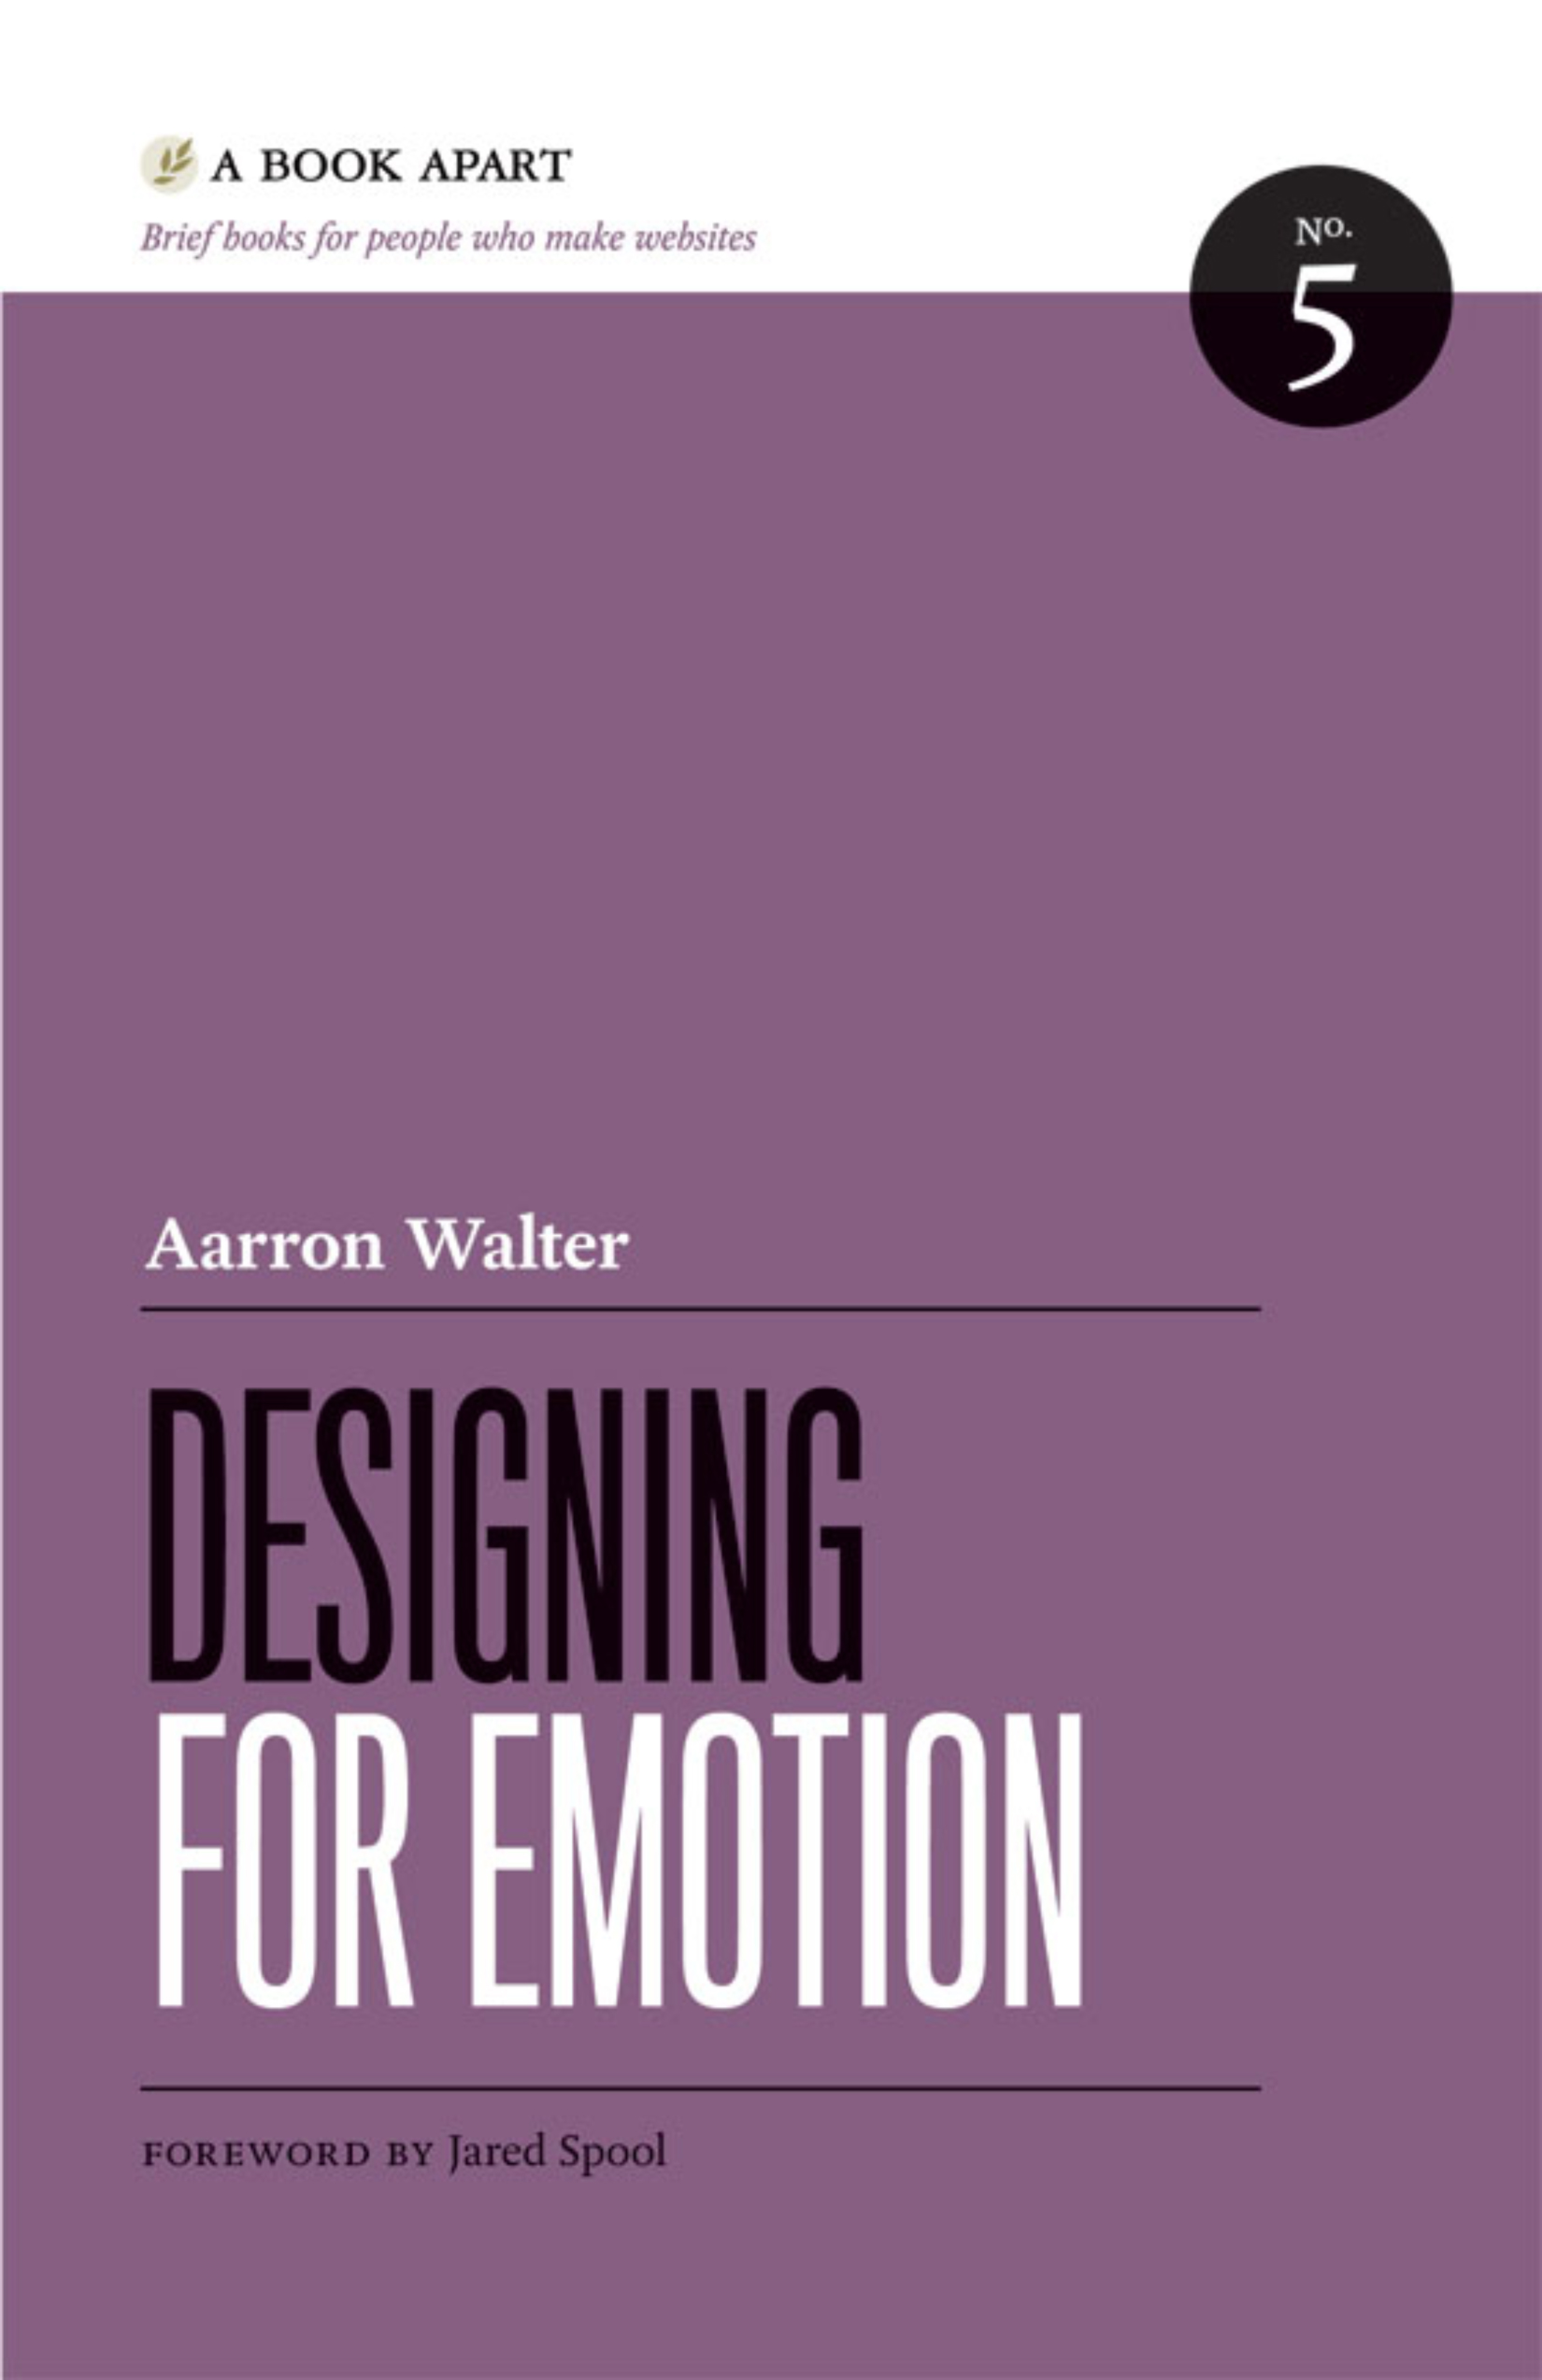 A BOOK APART
Brief books for people who make websites
No.
5
Aarron Walter
DESIGNING
FOR EMOTION
FOREWORD BY Jared Spool